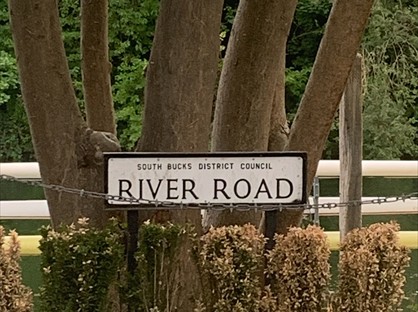 SOUTH BUCKS DISTRICT COUNCIL
RIVER ROAD